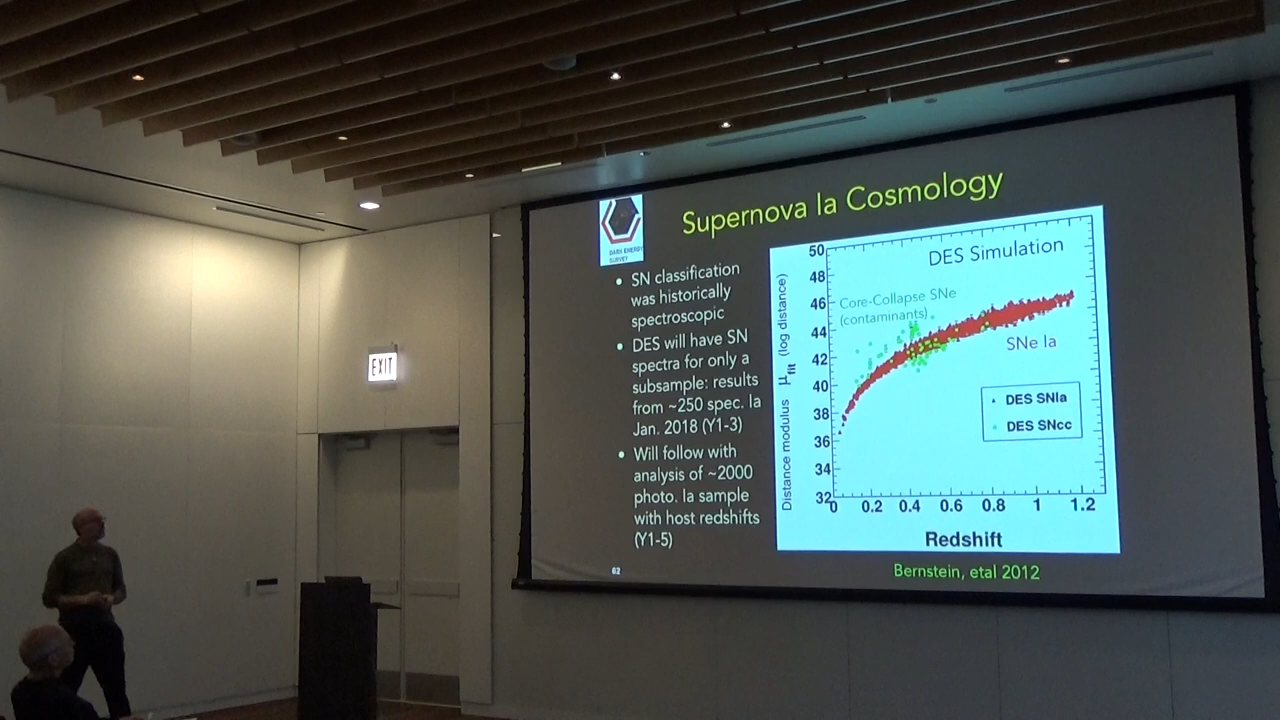 Supernova Ia Cosmology
DARK ENERGY
SURVEY
• SN classification
was historically
spectroscopic
• DES will have SN
spectra for only a
subsample: results
from ~250 spec. Ia
Jan. 2018 (Y1-3)
• Will follow with
analysis of ~2000
photo. Ia sample
with host redshifts
(Y1-5)
62
DES Simulation
Core-Collapse SNe
(contaminants)
SNe Ia
DES SNIa
DES SNcc
Distance modulus μfit (log distance)
50
48
46
44
42
40
38
36
34
32
0 0.2 0.4 0.6 0.8 1 1.2
Redshift
Bernstein, etal 2012
EXIT